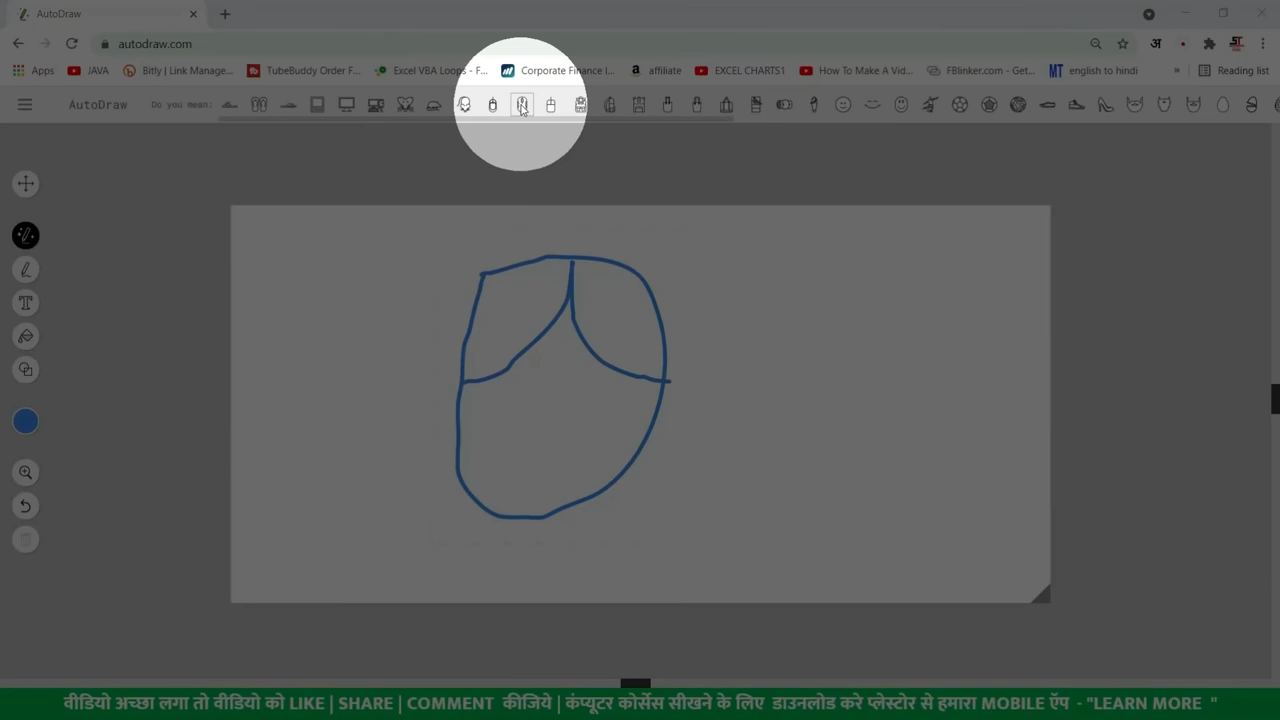 AutoDraw
autodraw.com
Apps JAVA Bitly | Link Manage... TubeBuddy Order F... Excel VBA Loops - F... Corporate Finance I... affiliate EXCEL CHARTS1 How To Make A Vid... FBlinker.com - Get... MT english to hindi » Reading list
AutoDraw Do you mean:
वीडियो अच्छा लगा तो वीडियो को LIKE | SHARE | COMMENT कीजिये | कंप्यूटर कोर्सेस सीखने के लिए डाउनलोड करे प्लेस्टोर से हमारा MOBILE ऍप - "LEARN MORE "